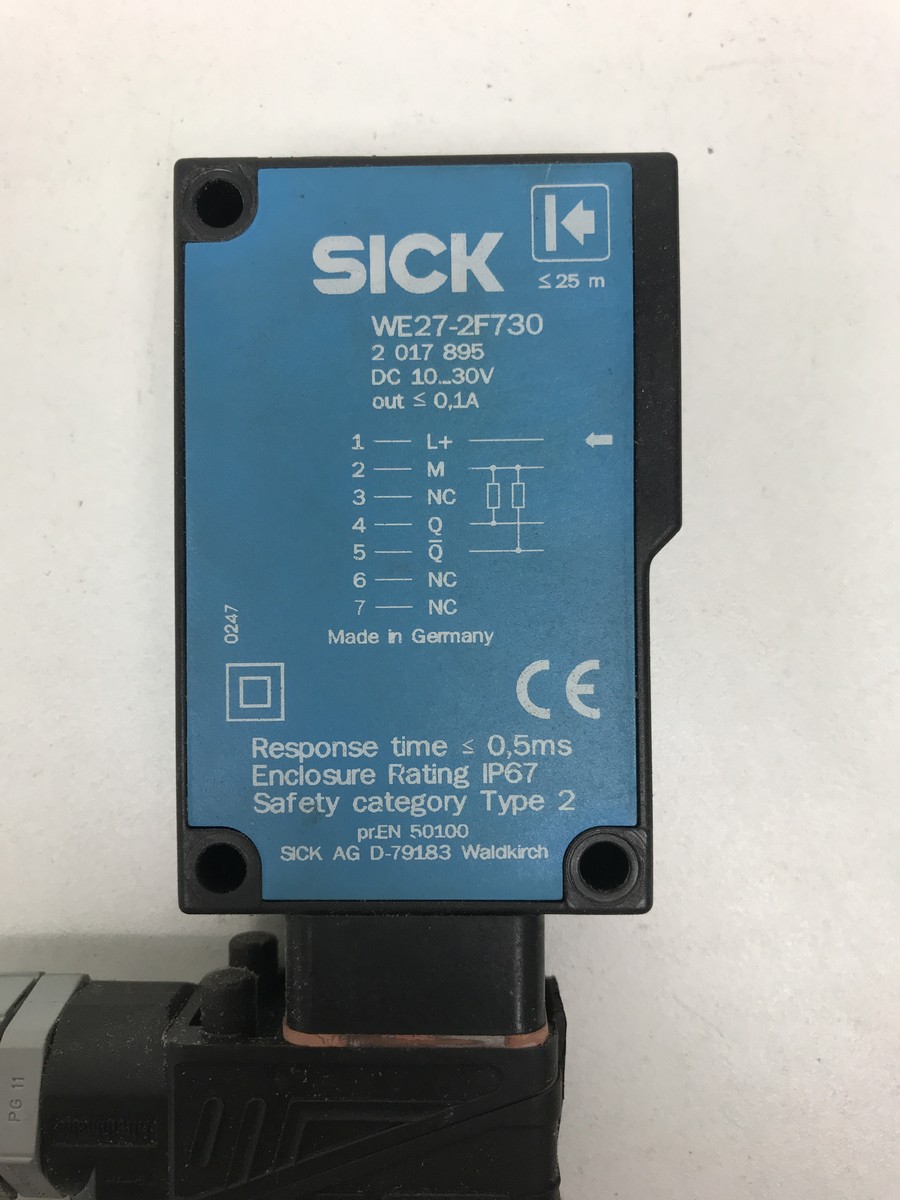 SICK
≤ 25 m
WE27-2F730
2 017 895
DC 10...30V
out ≤ 0,1A
1 L+
2 M
3 NC
4 Q
5 Q̅
6 NC
7 NC
0247
Made in Germany
CE
Response time ≤ 0,5ms
Enclosure Rating IP67
Safety category Type 2
pr.EN 50100
SICK AG D-79183 Waldkirch
PG 11